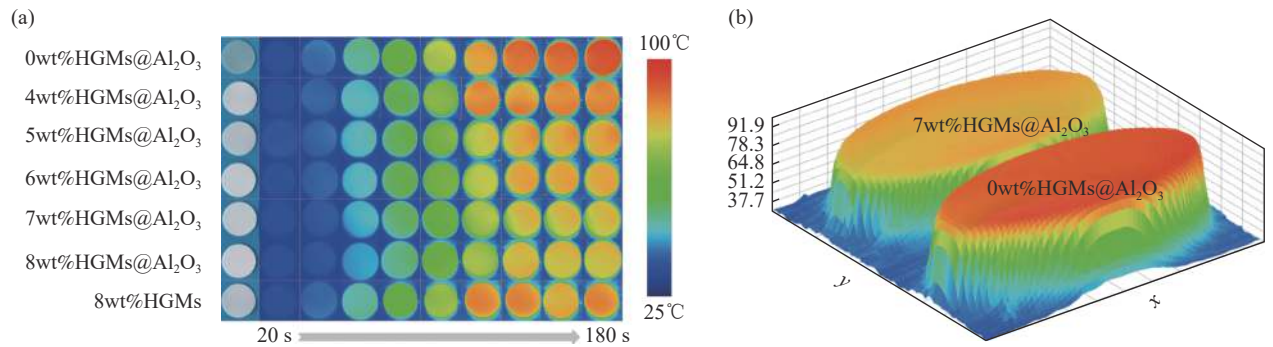 (a)
0wt%HGMs@Al₂O₃
4wt%HGMs@Al₂O₃
5wt%HGMs@Al₂O₃
6wt%HGMs@Al₂O₃
7wt%HGMs@Al₂O₃
8wt%HGMs@Al₂O₃
8wt%HGMs
20 s
180 s
100℃
25℃
(b)
91.9
78.3
64.8
51.2
37.7
7wt%HGMs@Al₂O₃
0wt%HGMs@Al₂O₃
y
x